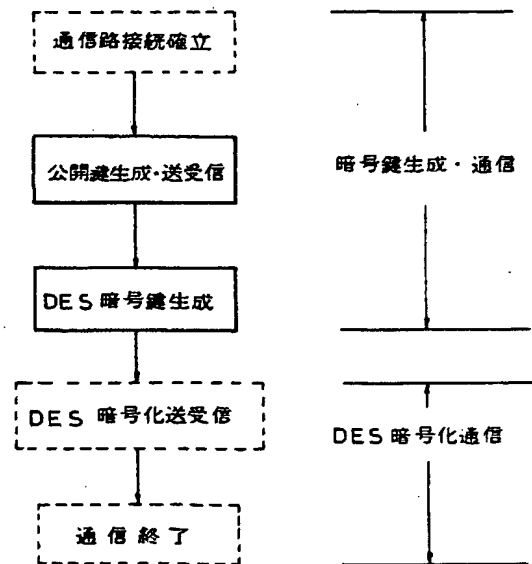 通信路接続確立
公開鍵生成・送受信
暗号鍵生成・通信
DES 暗号鍵生成
DES 暗号化送受信
DES 暗号化通信
通信終了